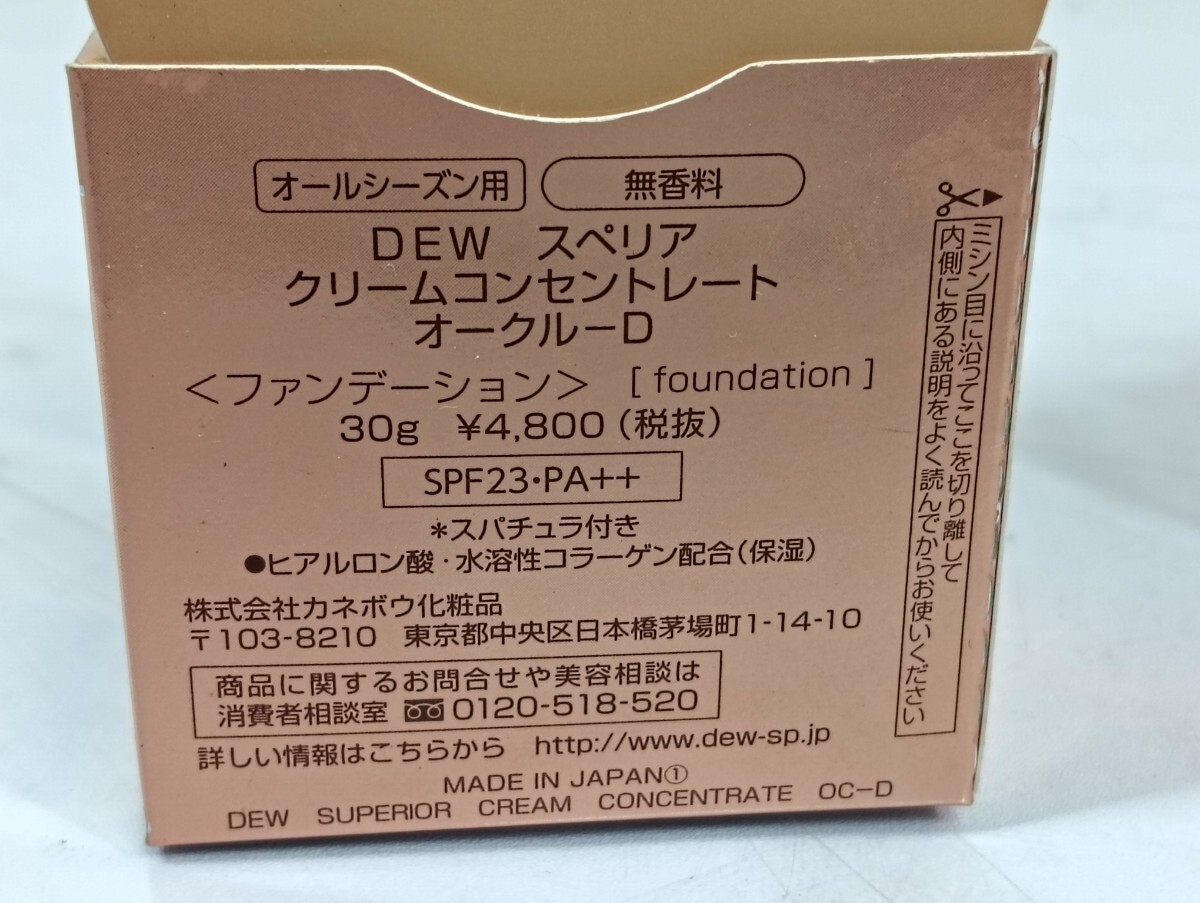 オールシーズン用 無香料
DEW スペリア
クリームコンセントレート
オークルーD
＜ファンデーション＞ [ foundation ]
30g ¥4,800（税抜）
SPF23・PA++
*スパチュラ付き
●ヒアルロン酸・水溶性コラーゲン配合（保湿）
株式会社カネボウ化粧品
〒103-8210 東京都中央区日本橋茅場町1-14-10
商品に関するお問合せや美容相談は
消費者相談室 0120-518-520
詳しい情報はこちらから http://www.dew-sp.jp
MADE IN JAPAN①
DEW SUPERIOR CREAM CONCENTRATE OC-D
ミシン目に沿ってここを切り離して
内側にある説明をよく読んでからお使いください